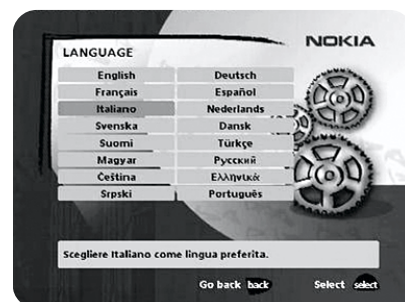 NOKIA
LANGUAGE
English Deutsch
Français Español
Italiano Nederlands
Svenska Dansk
Suomi Türkçe
Magyar Русский
Čeština Ελληνικά
Srpski Português
Scegliere Italiano come lingua preferita.
Go back back Select select